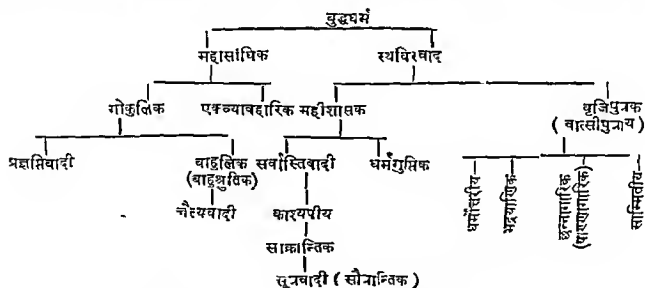 बुद्धधर्म
महासांघिक स्थविरवाद
गोकुलिक एकव्यावहारिक महीशासक वृजिपुत्रक
(वात्सीपुत्रीय)
प्रज्ञप्तिवादी बाहुलिक सर्वास्तिवादी धर्मगुप्तिक
(बाहुश्रुतिक)
चैत्यवादी काश्यपीय
सांक्रान्तिक
सूत्रवादी ( सौत्रान्तिक )
धर्मोत्तरीय
भद्रयाणिक
छन्नागारिक
(षाण्णागारिक)
साम्मितीय